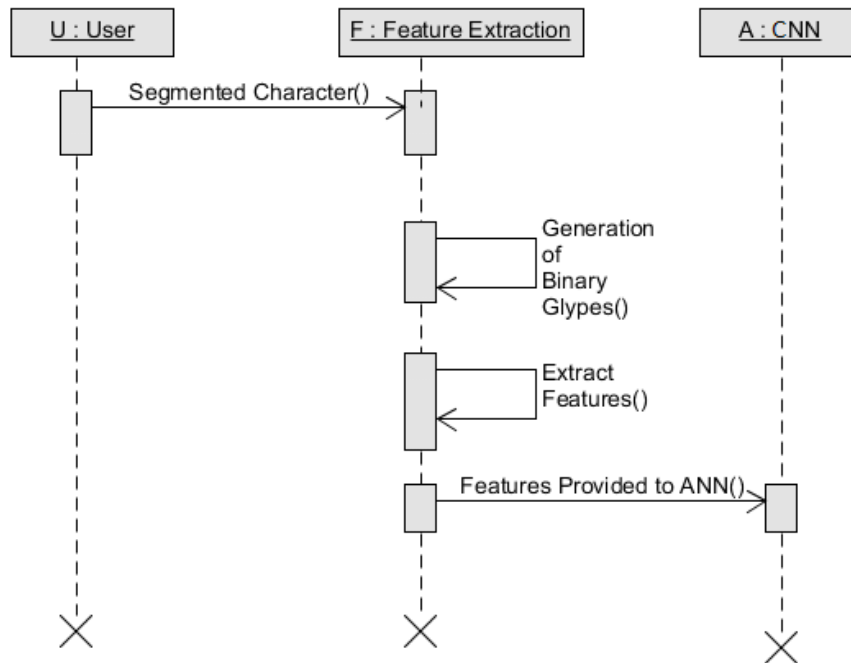 U : User
F : Feature Extraction
A : CNN
Segmented Character()
Generation
of
Binary
Glypes()
Extract
Features()
Features Provided to ANN()